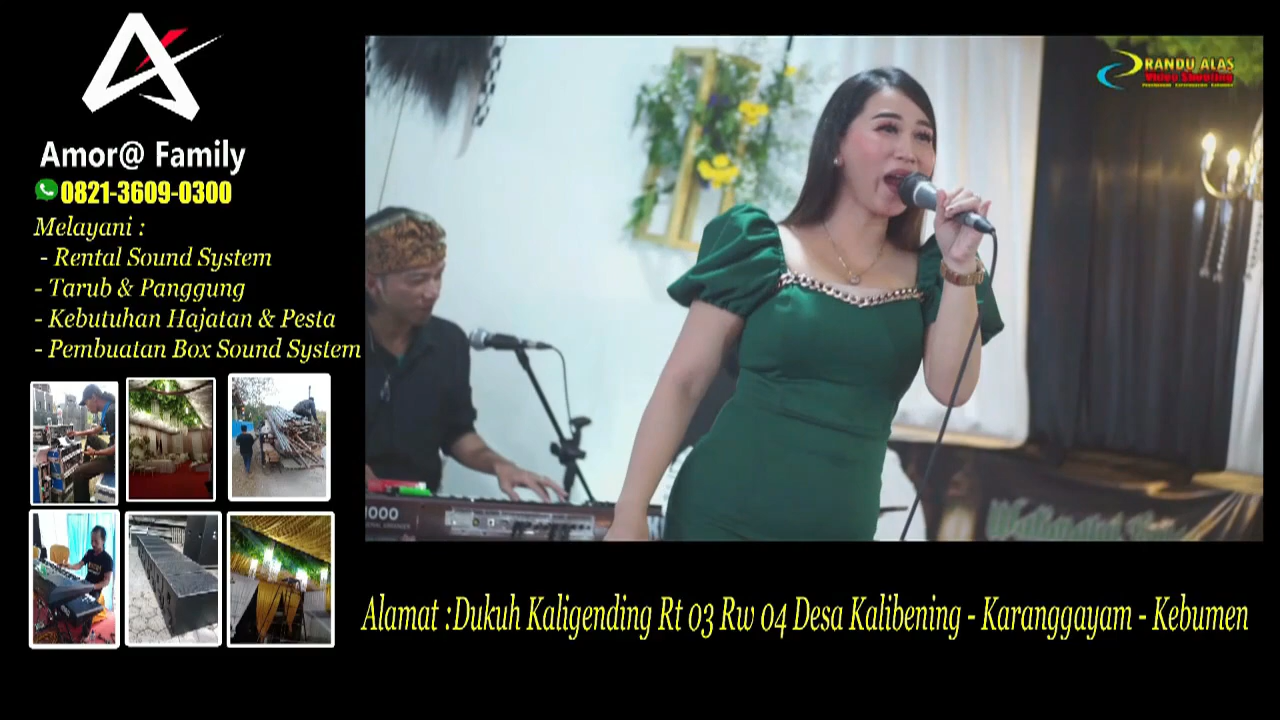 Amor@ Family
0821-3609-0300
Melayani :
- Rental Sound System
- Tarub & Panggung
- Kebutuhan Hajatan & Pesta
- Pembuatan Box Sound System
RANDU ALAS
Video Shooting
Alamat :Dukuh Kaligending Rt 03 Rw 04 Desa Kalibening - Karanggayam - Kebumen